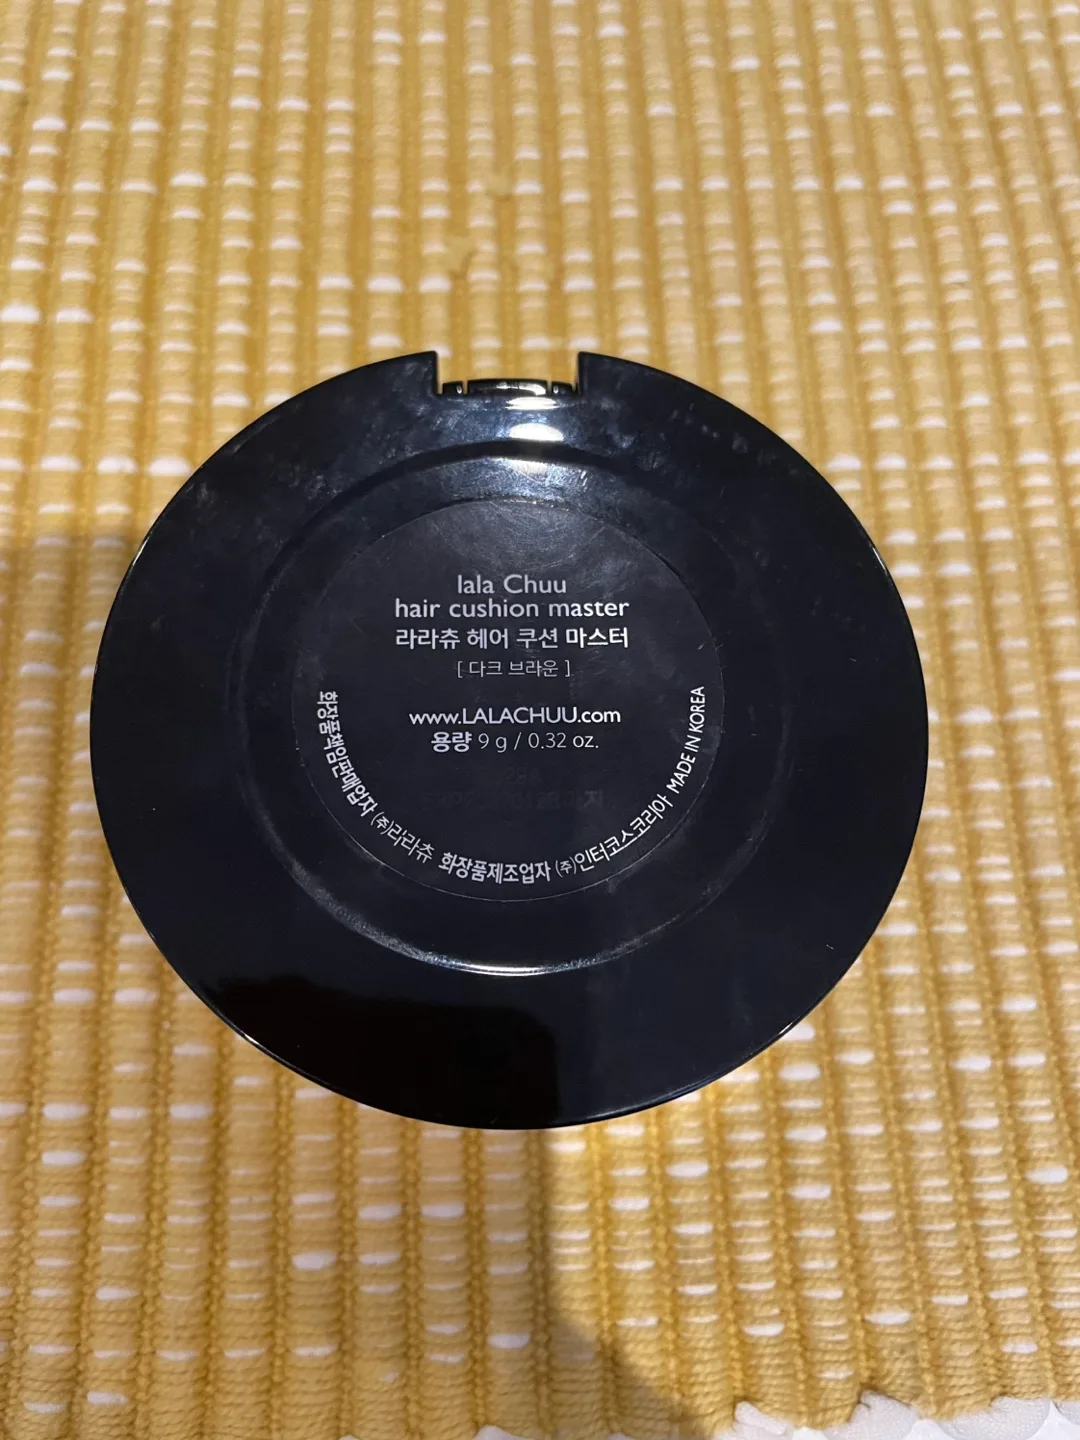 lala Chuu
hair cushion master
라라츄 헤어 쿠션 마스터
[ 다크 브라운 ]
www.LALACHUU.com
용량 9 g / 0.32 oz.
화장품책임판매업자 (주)라라츄 화장품제조업자 (주)인터코스코리아 MADE IN KOREA